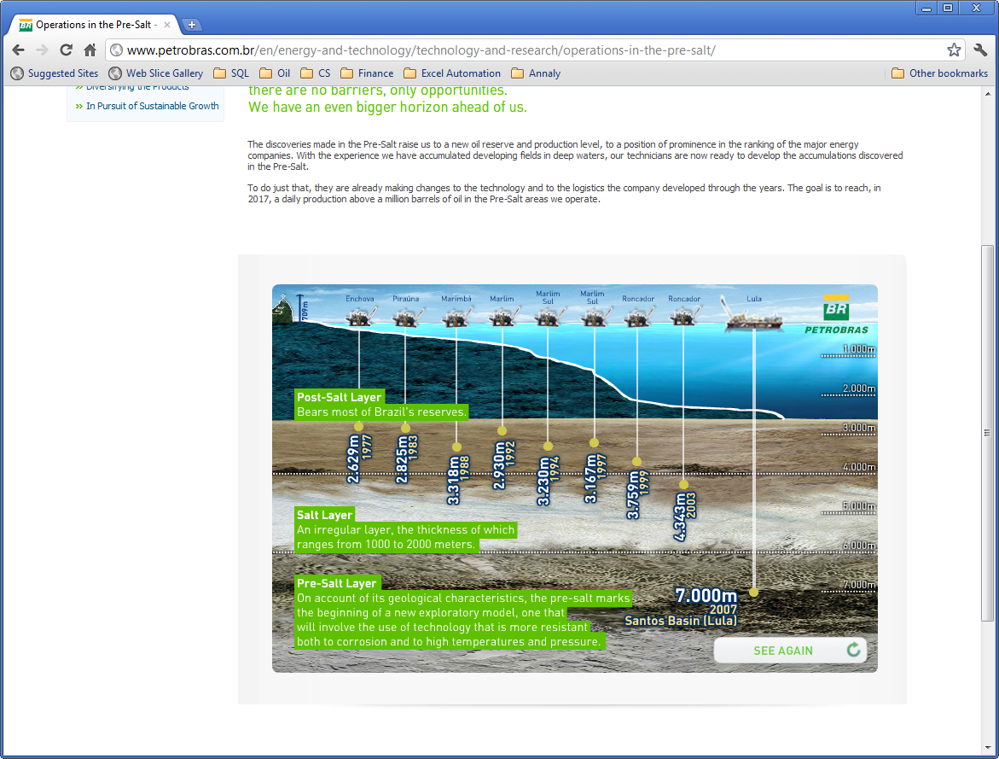 Operations in the Pre-Salt -
www.petrobras.com.br/en/energy-and-technology/technology-and-research/operations-in-the-pre-salt/
Suggested Sites Web Slice Gallery SQL Oil CS Finance Excel Automation Annaly Other bookmarks
» Diversifying the Products
» In Pursuit of Sustainable Growth
there are no barriers, only opportunities.
We have an even bigger horizon ahead of us.
The discoveries made in the Pre-Salt raise us to a new oil reserve and production level, to a position of prominence in the ranking of the major energy
companies. With the experience we have accumulated developing fields in deep waters, our technicians are now ready to develop the accumulations discovered
in the Pre-Salt.
To do just that, they are already making changes to the technology and to the logistics the company developed through the years. The goal is to reach, in
2017, a daily production above a million barrels of oil in the Pre-Salt areas we operate.
709m
Enchova
Piraúna
Marimbá
Marlim
Marlim
Sul
Marlim
Sul
Roncador
Roncador
Lula
BR
PETROBRAS
1.000m
2.000m
3.000m
4.000m
5.000m
6.000m
7.000m
Post-Salt Layer
Bears most of Brazil's reserves.
2.629m
1977
2.825m
1983
3.318m
1988
2.930m
1992
3.230m
1994
3.167m
1997
3.759m
1999
4.343m
2003
Salt Layer
An irregular layer, the thickness of which
ranges from 1000 to 2000 meters.
Pre-Salt Layer
On account of its geological characteristics, the pre-salt marks
the beginning of a new exploratory model, one that
will involve the use of technology that is more resistant
both to corrosion and to high temperatures and pressure.
7.000m
2007
Santos Basin (Lula)
SEE AGAIN